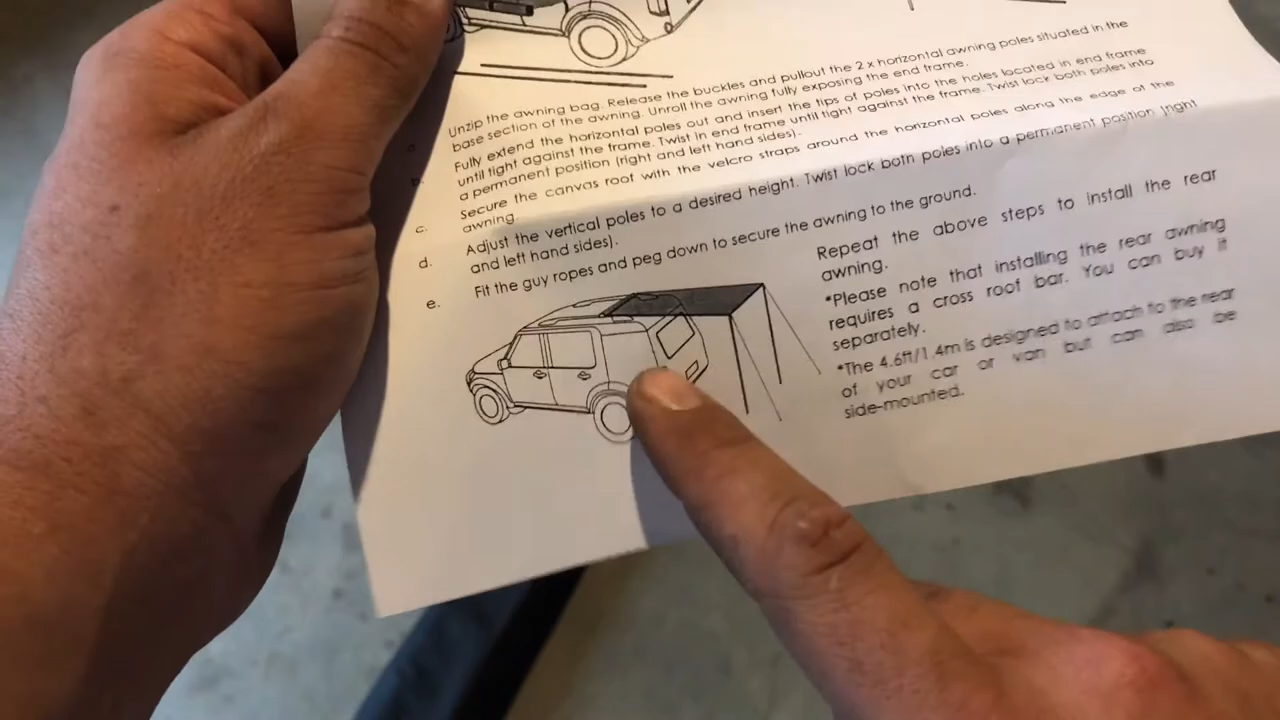 Unzip the awning bag. Release the buckles and pullout the 2 x horizontal awning poles situated in the
base section of the awning. Unroll the awning fully exposing the end frame.
Fully extend the horizontal poles out and insert the tips of poles into the holes located in end frame
until tight against the frame. Twist in end frame until tight against the frame. Twist lock both poles into
a permanent position (right and left hand sides).
c. Secure the canvas roof with the velcro straps around the horizontal poles along the edge of the
awning.
d. Adjust the vertical poles to a desired height. Twist lock both poles into a permanent position (right
and left hand sides).
e. Fit the guy ropes and peg down to secure the awning to the ground.
Repeat the above steps to install the rear
awning.
*Please note that installing the rear awning
requires a cross roof bar. You can buy it
separately.
*The 4.6ft/1.4m is designed to attach to the rear
of your car or van but can also be
side-mounted.